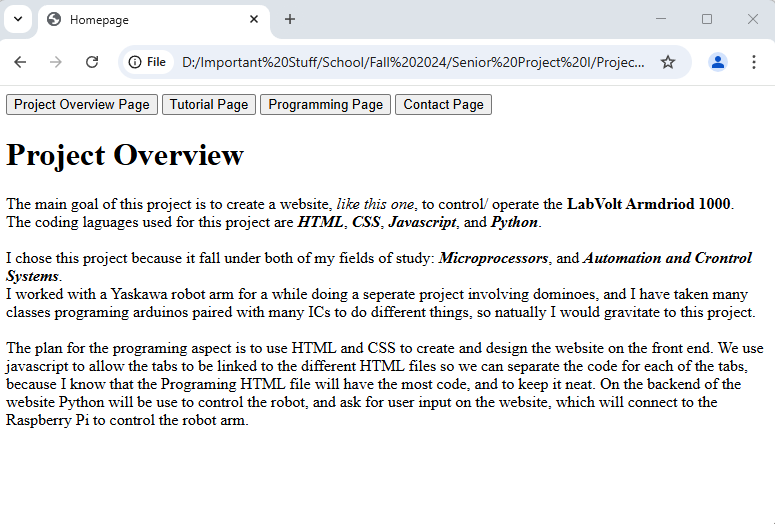 Homepage
File D:/Important%20Stuff/School/Fall%202024/Senior%20Project%20I/Projec...
Project Overview Page Tutorial Page Programming Page Contact Page
Project Overview
The main goal of this project is to create a website, like this one, to control/ operate the LabVolt Armdriod 1000.
The coding laguages used for this project are HTML, CSS, Javascript, and Python.
I chose this project because it fall under both of my fields of study: Microprocessors, and Automation and Crontrol
Systems.
I worked with a Yaskawa robot arm for a while doing a seperate project involving dominoes, and I have taken many
classes programing arduinos paired with many ICs to do different things, so natually I would gravitate to this project.
The plan for the programing aspect is to use HTML and CSS to create and design the website on the front end. We use
javascript to allow the tabs to be linked to the different HTML files so we can separate the code for each of the tabs,
because I know that the Programing HTML file will have the most code, and to keep it neat. On the backend of the
website Python will be use to control the robot, and ask for user input on the website, which will connect to the
Raspberry Pi to control the robot arm.